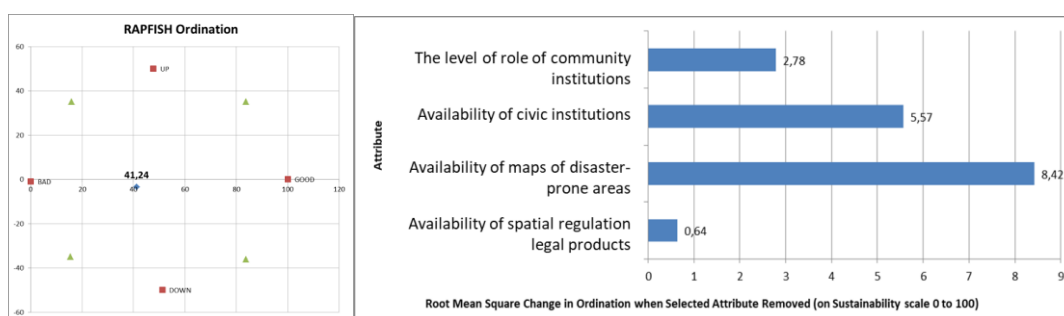 RAPFISH Ordination
60
UP
40
20
41,24
0
BAD
GOOD
0 20 40 60 80 100 120
-20
-40
DOWN
-60
Attribute
The level of role of community
institutions
2,78
Availability of civic institutions
5,57
Availability of maps of disaster-
prone areas
8,42
Availability of spatial regulation
legal products
0,64
0 1 2 3 4 5 6 7 8 9
Root Mean Square Change in Ordination when Selected Attribute Removed (on Sustainability scale 0 to 100)